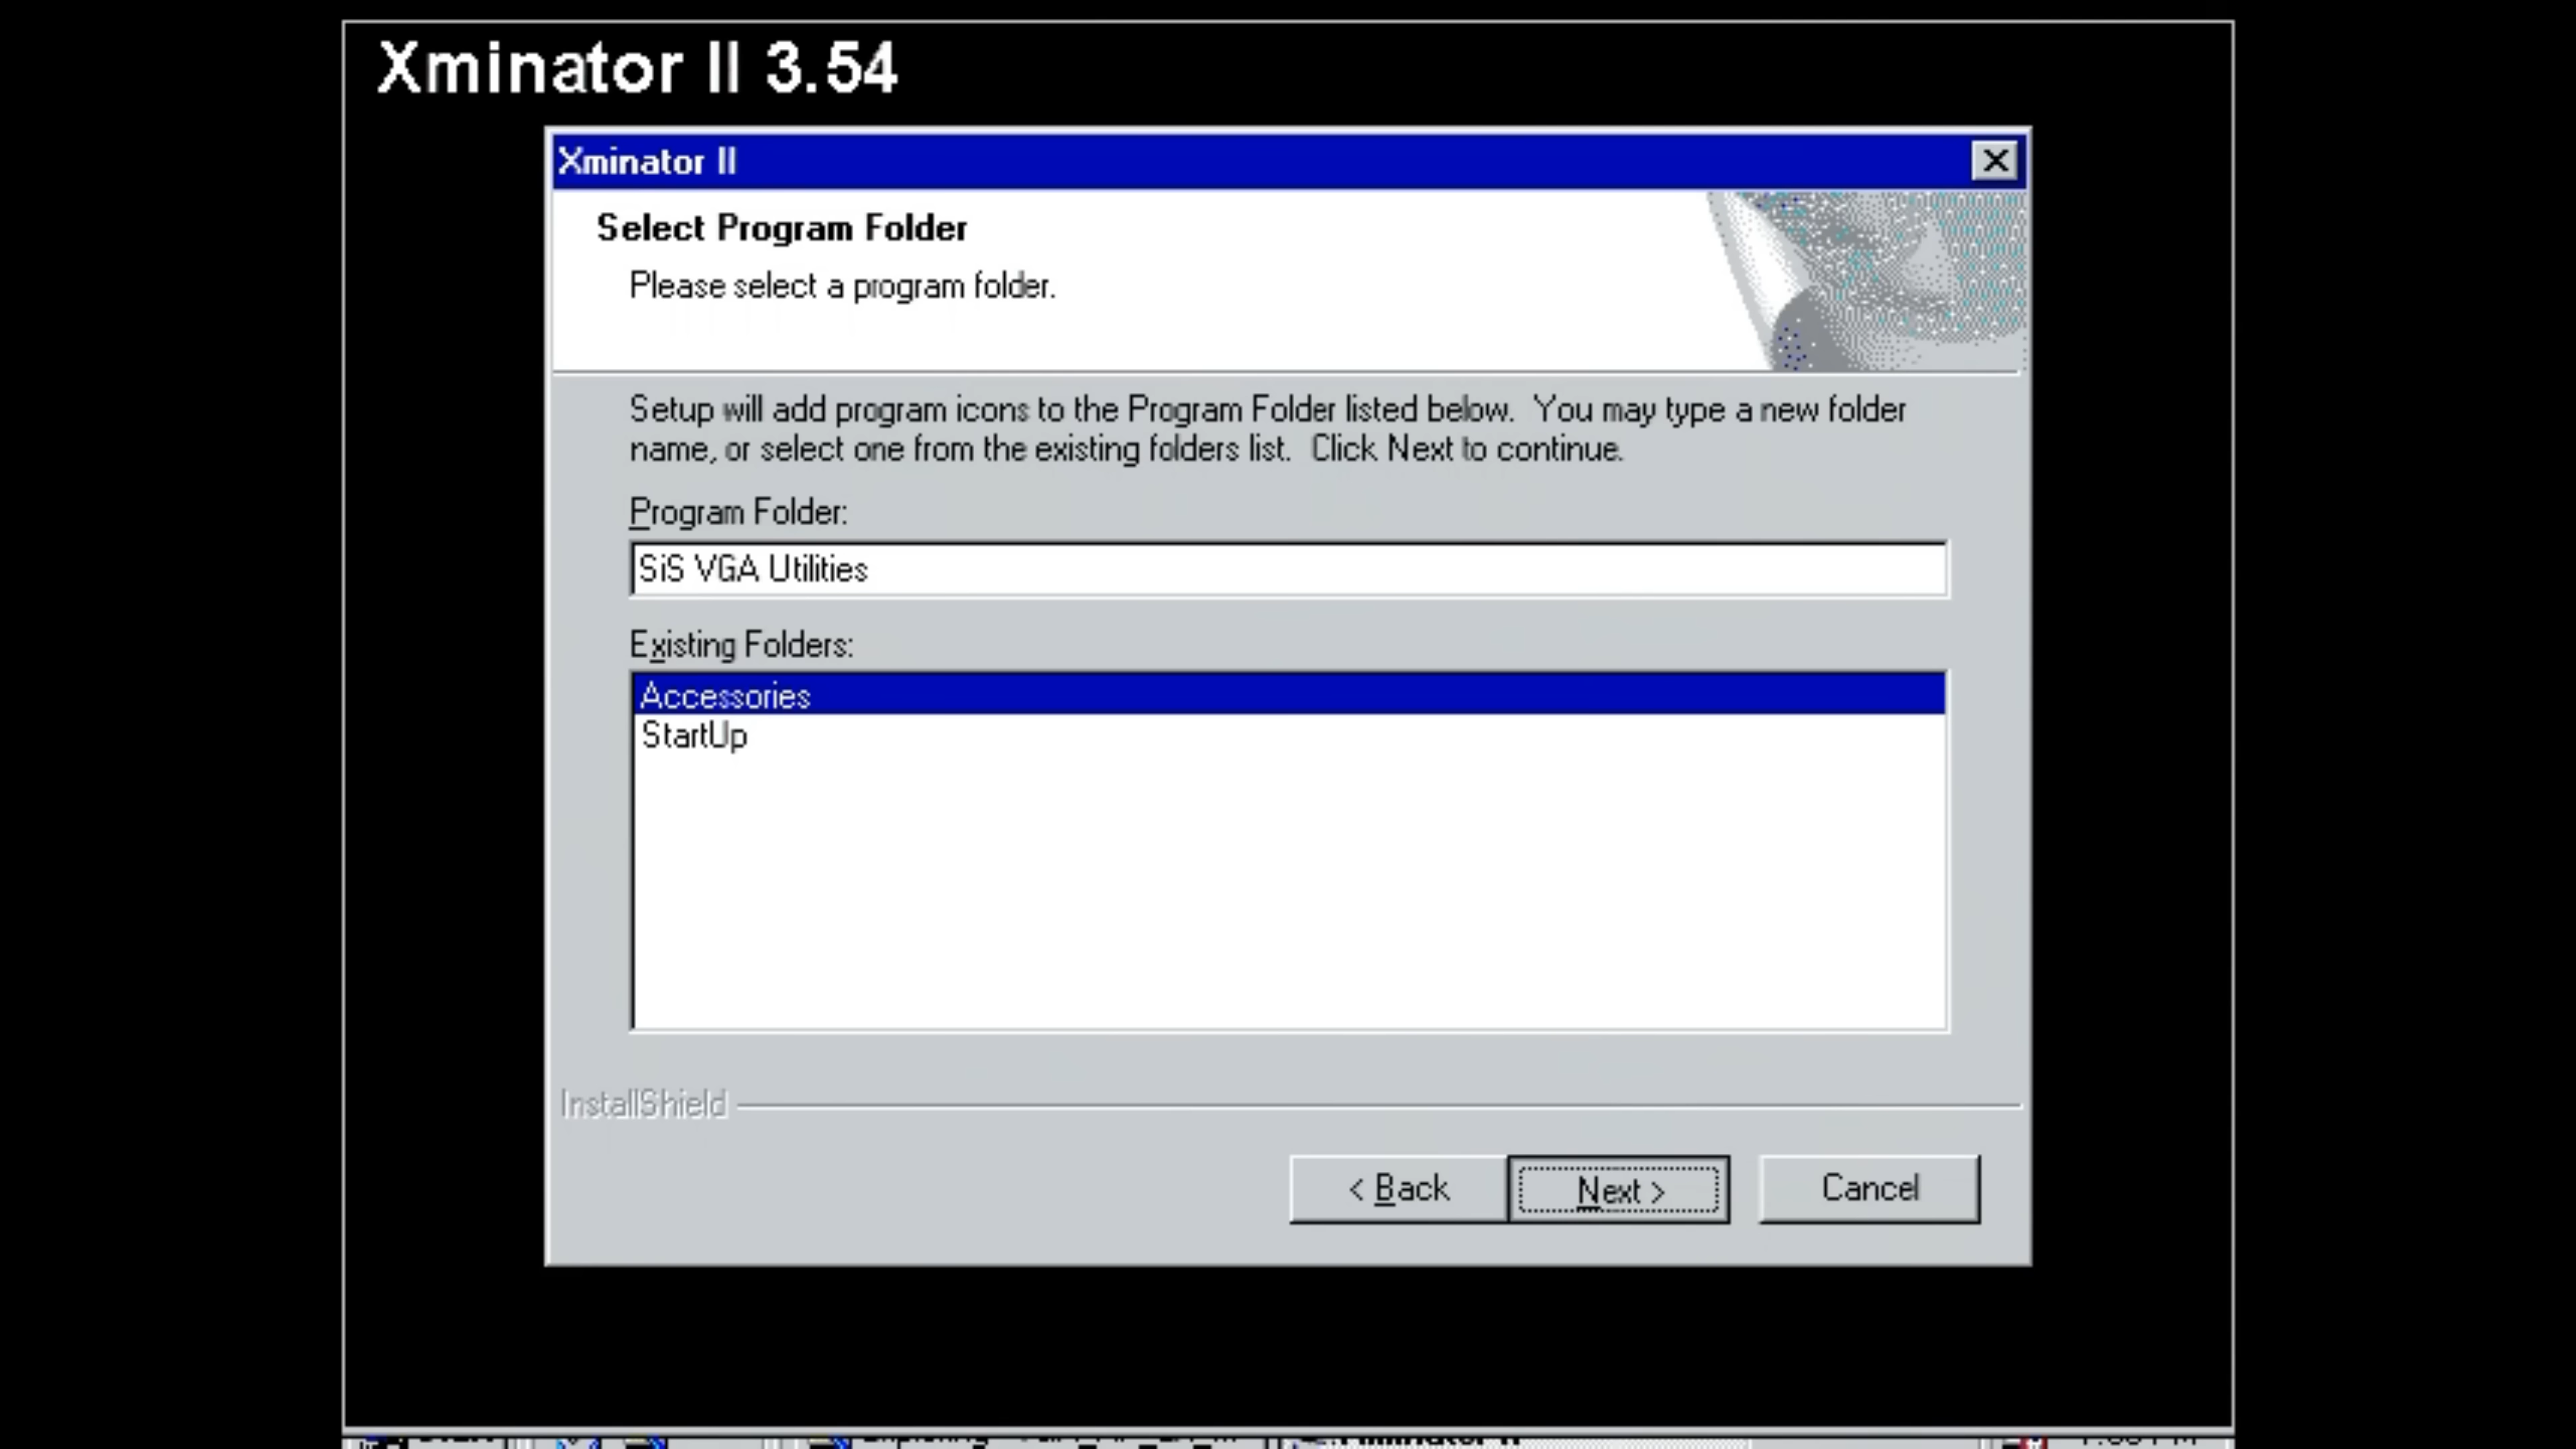 Xminator II 3.54
Xminator II
Select Program Folder
Please select a program folder.
Setup will add program icons to the Program Folder listed below.  You may type a new folder
name, or select one from the existing folders list.  Click Next to continue.
Program Folder:
SiS VGA Utilities
Existing Folders:
Accessories
StartUp
InstallShield
< Back
Next >
Cancel